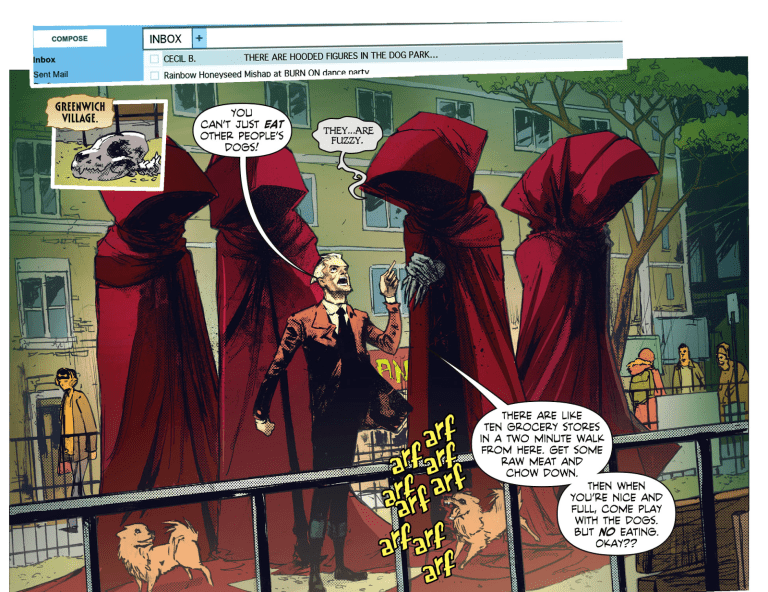 COMPOSE
INBOX +
Inbox
CECIL B. THERE ARE HOODED FIGURES IN THE DOG PARK...
Sent Mail
Rainbow Honeyseed Mishap at BURN ON dance party
GREENWICH
VILLAGE.
YOU
CAN'T JUST EAT
OTHER PEOPLE'S
DOGS!
THEY...ARE
FUZZY.
THERE ARE LIKE
TEN GROCERY STORES
IN A TWO MINUTE WALK
FROM HERE. GET SOME
RAW MEAT AND
CHOW DOWN.
THEN WHEN
YOU'RE NICE AND
FULL, COME PLAY
WITH THE DOGS.
BUT NO EATING.
OKAY??
arf
arf
arf
arf
arf
arf
arf
arf
arf
arf